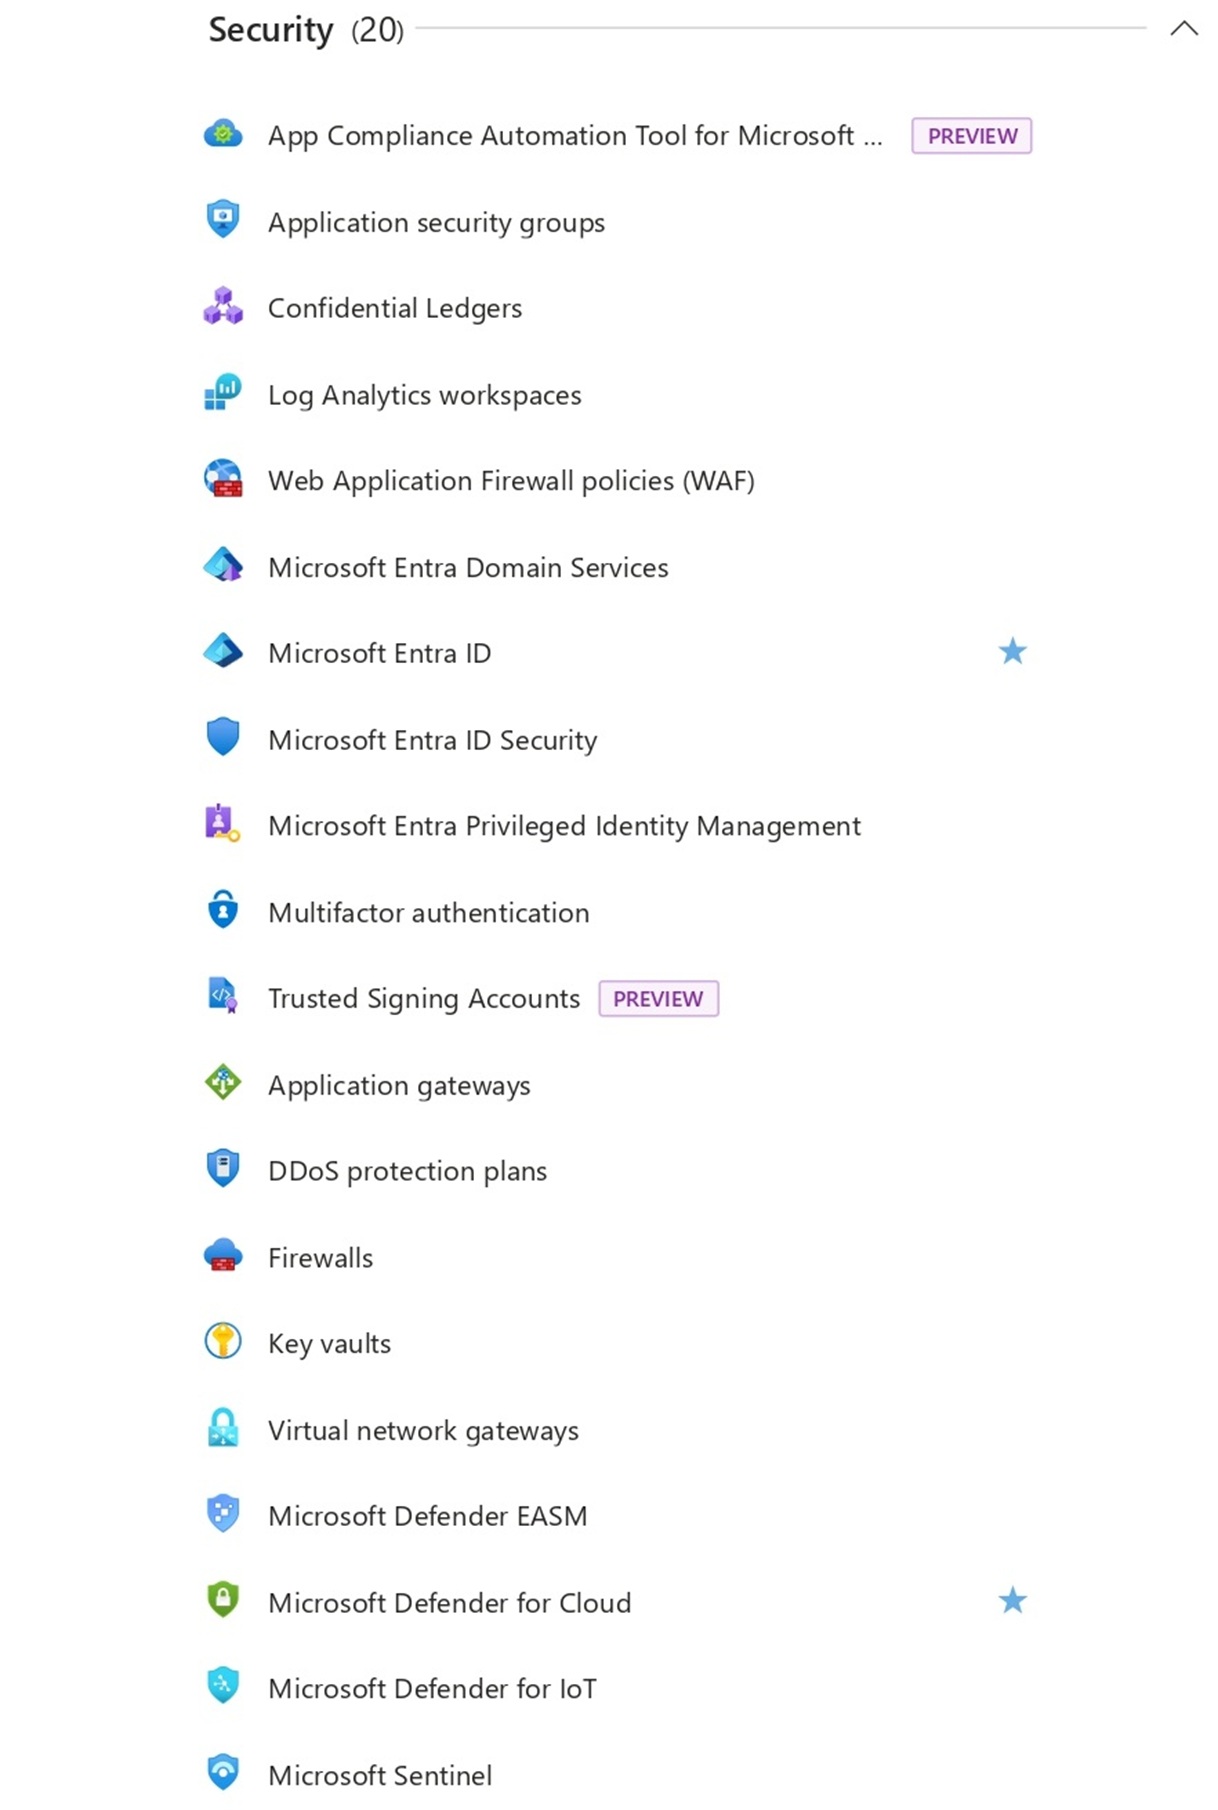 Security (20)
App Compliance Automation Tool for Microsoft ... PREVIEW
Application security groups
Confidential Ledgers
Log Analytics workspaces
Web Application Firewall policies (WAF)
Microsoft Entra Domain Services
Microsoft Entra ID
Microsoft Entra ID Security
Microsoft Entra Privileged Identity Management
Multifactor authentication
Trusted Signing Accounts PREVIEW
Application gateways
DDoS protection plans
Firewalls
Key vaults
Virtual network gateways
Microsoft Defender EASM
Microsoft Defender for Cloud
Microsoft Defender for IoT
Microsoft Sentinel